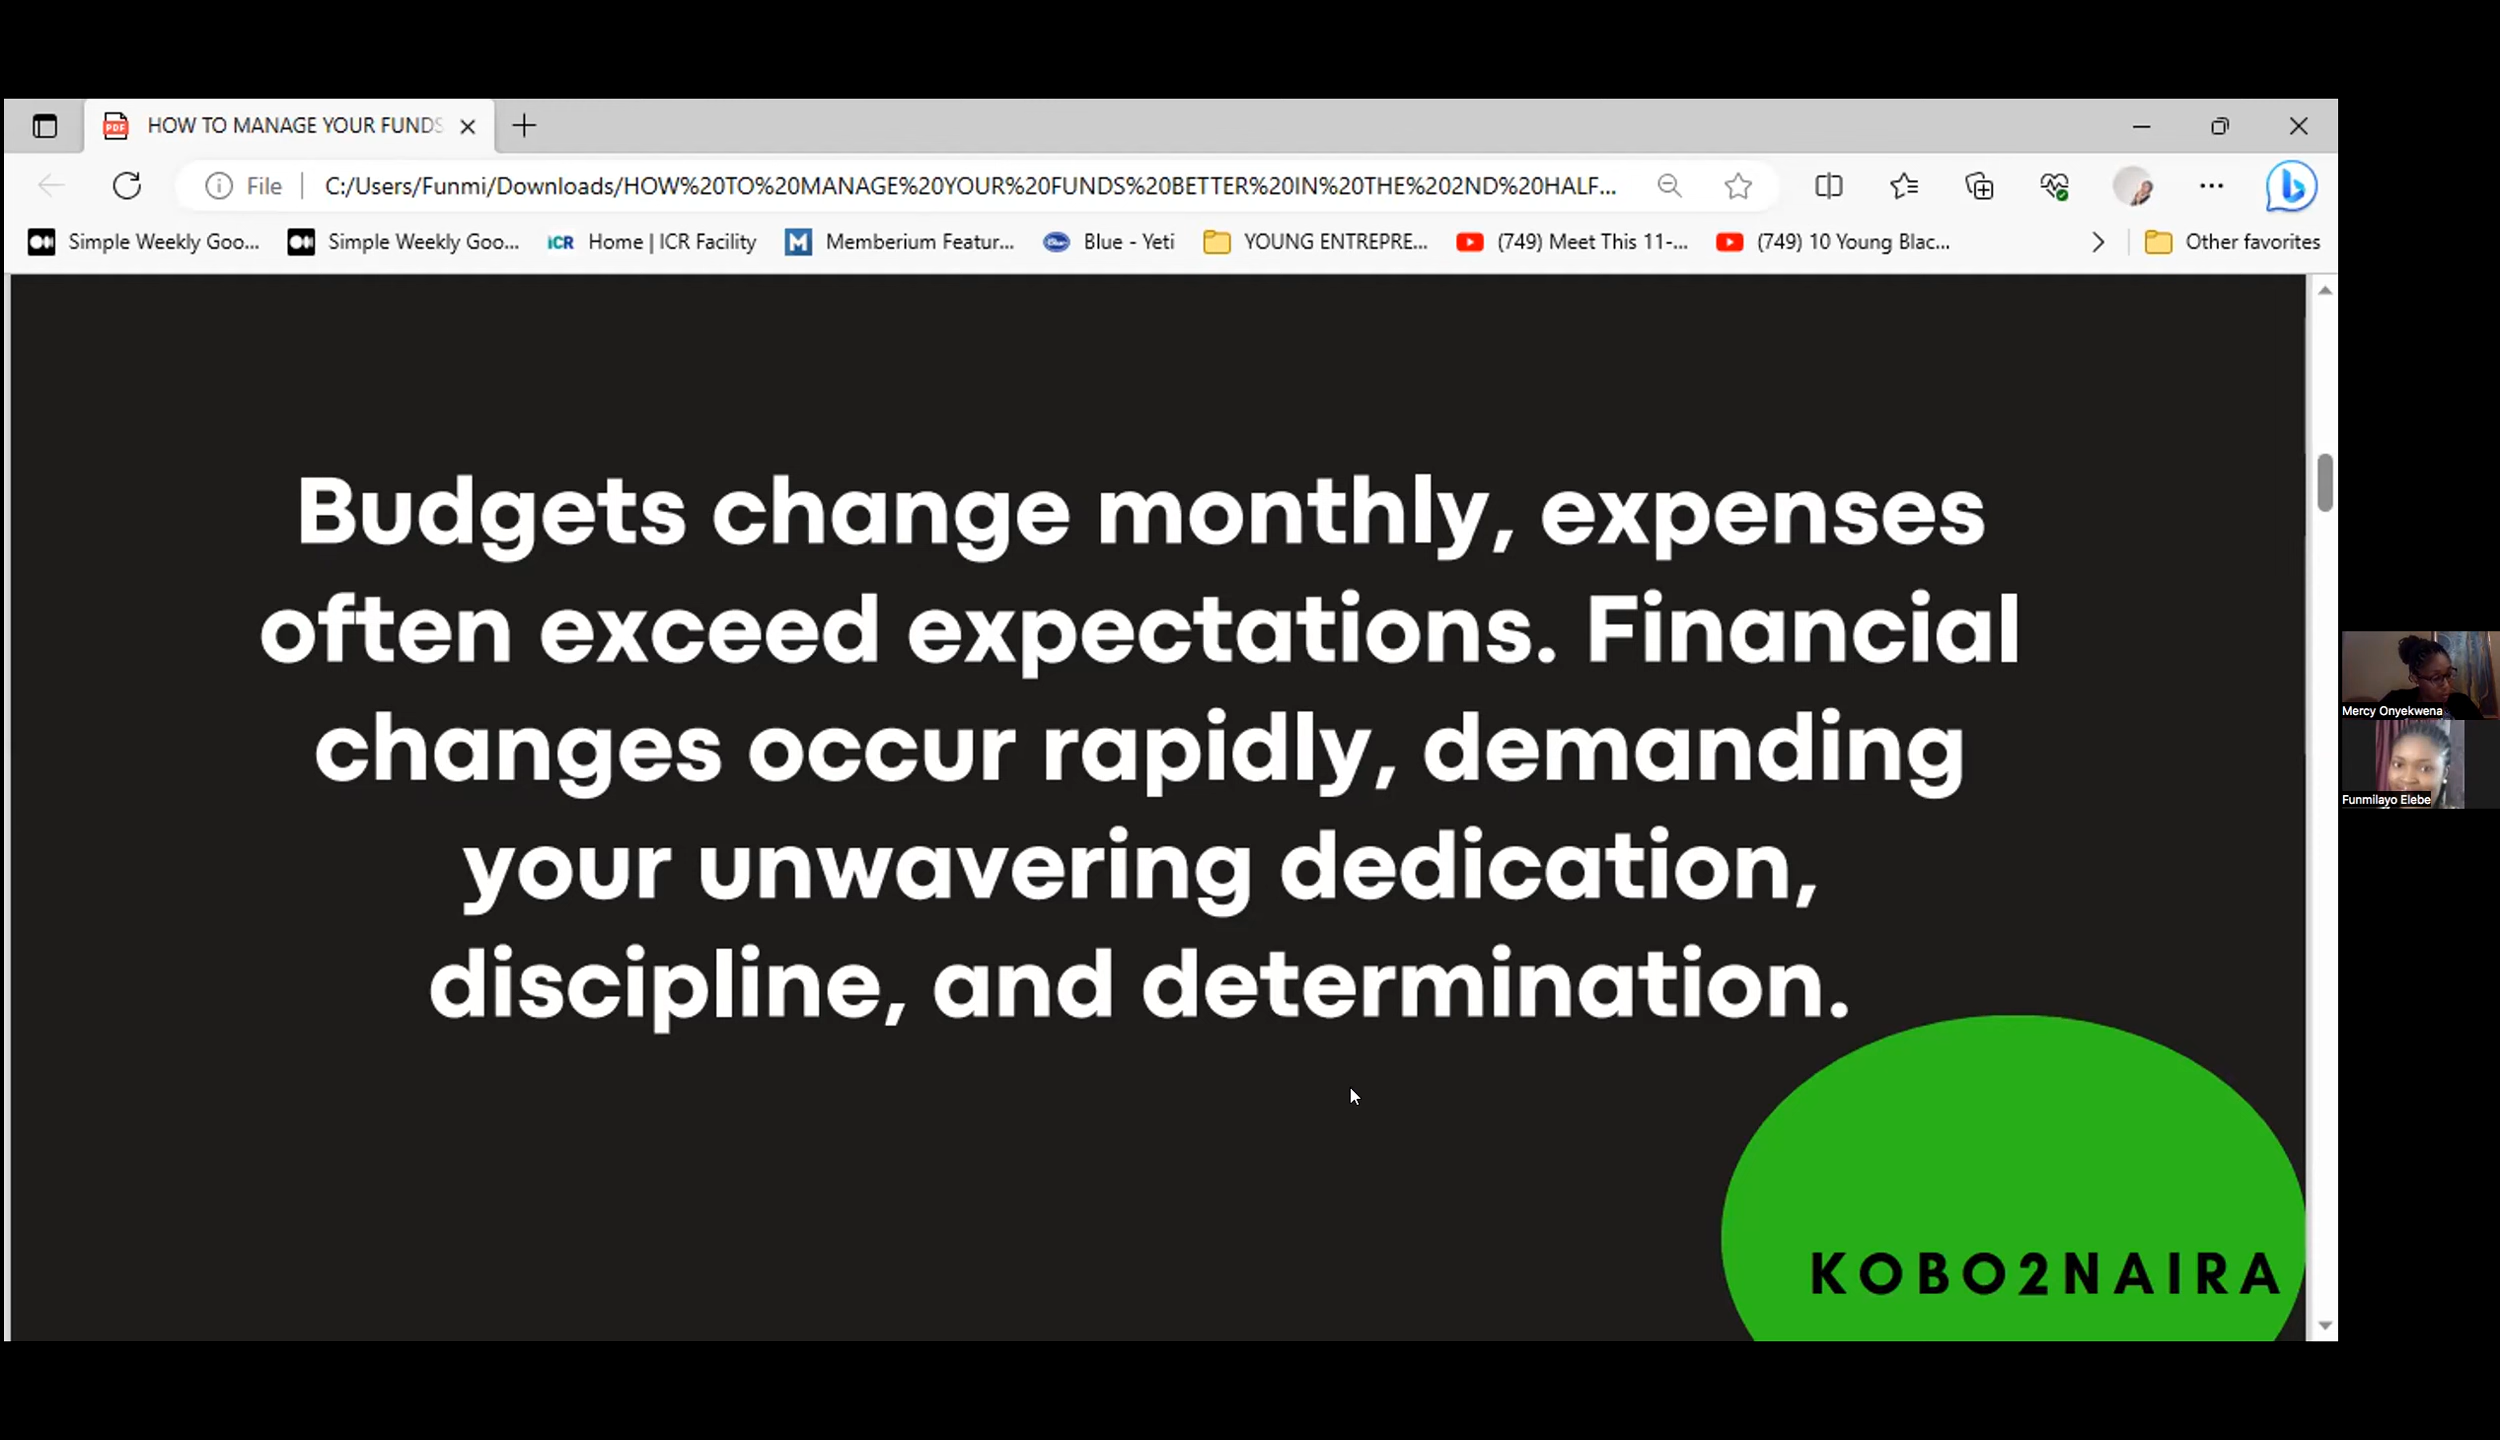 HOW TO MANAGE YOUR FUNDS
File
C:/Users/Funmi/Downloads/HOW%20TO%20MANAGE%20YOUR%20FUNDS%20BETTER%20IN%20THE%202ND%20HALF...
Simple Weekly Goo...
Simple Weekly Goo...
iCR Home | ICR Facility
M Memberium Featur...
Blue - Yeti
YOUNG ENTREPRE...
(749) Meet This 11-...
(749) 10 Young Blac...
Other favorites
Budgets change monthly, expenses
often exceed expectations. Financial
changes occur rapidly, demanding
your unwavering dedication,
discipline, and determination.
KOBO2NAIRA
Mercy Onyekwena
Funmilayo Elebe